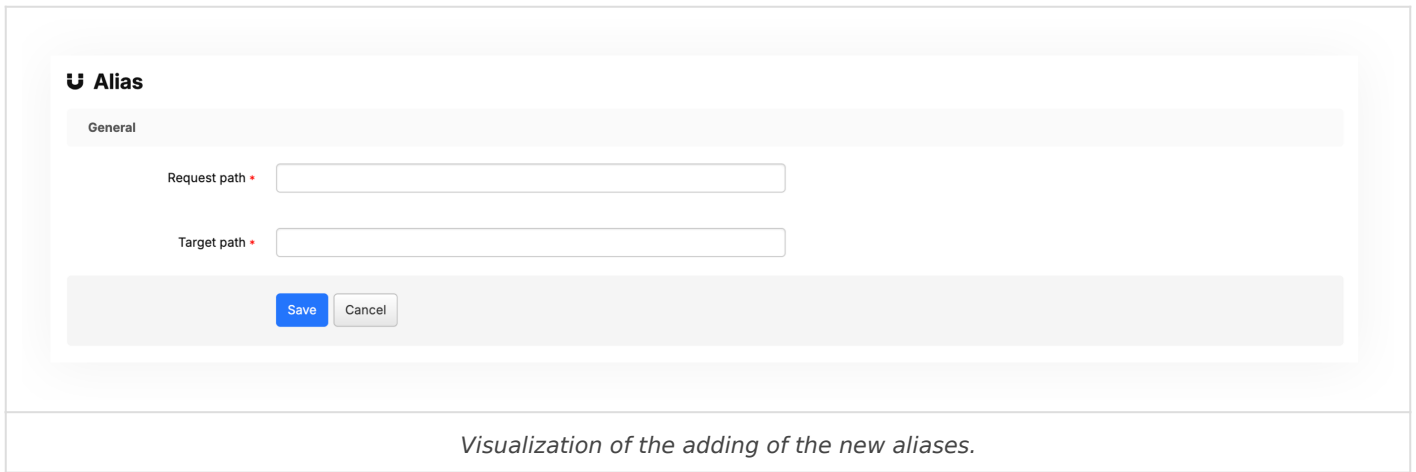 Alias
General
Request path *
Target path *
Save Cancel
Visualization of the adding of the new aliases.